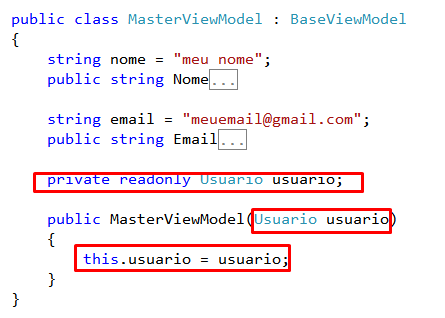 public class MasterViewModel : BaseViewModel
{
    string nome = "meu nome";
    public string Nome...

    string email = "meuemail@gmail.com";
    public string Email...

    private readonly Usuario usuario;

    public MasterViewModel(Usuario usuario)
    {
        this.usuario = usuario;
    }
}